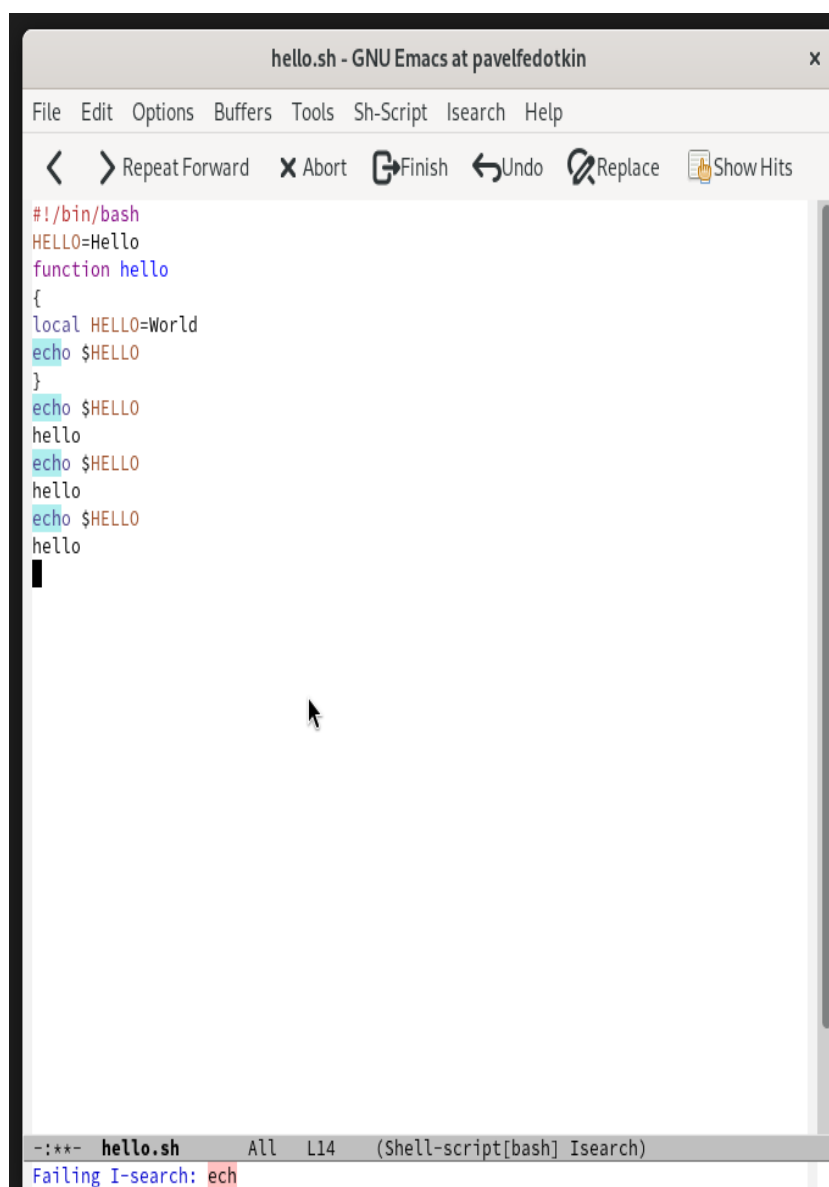 hello.sh - GNU Emacs at pavelfedotkin ×
File Edit Options Buffers Tools Sh-Script Isearch Help
Repeat Forward Abort Finish Undo Replace Show Hits
#!/bin/bash
HELLO=Hello
function hello
{
local HELLO=World
echo $HELLO
}
echo $HELLO
hello
echo $HELLO
hello
echo $HELLO
hello
-:**- hello.sh All L14 (Shell-script[bash] Isearch)
Failing I-search: ech